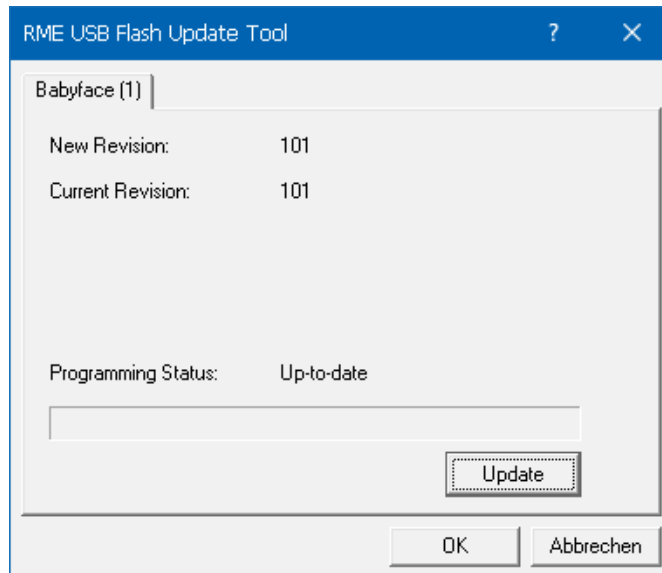 RME USB Flash Update Tool ? ✕
Babyface (1)
New Revision: 101
Current Revision: 101
Programming Status: Up-to-date
Update
OK Abbrechen